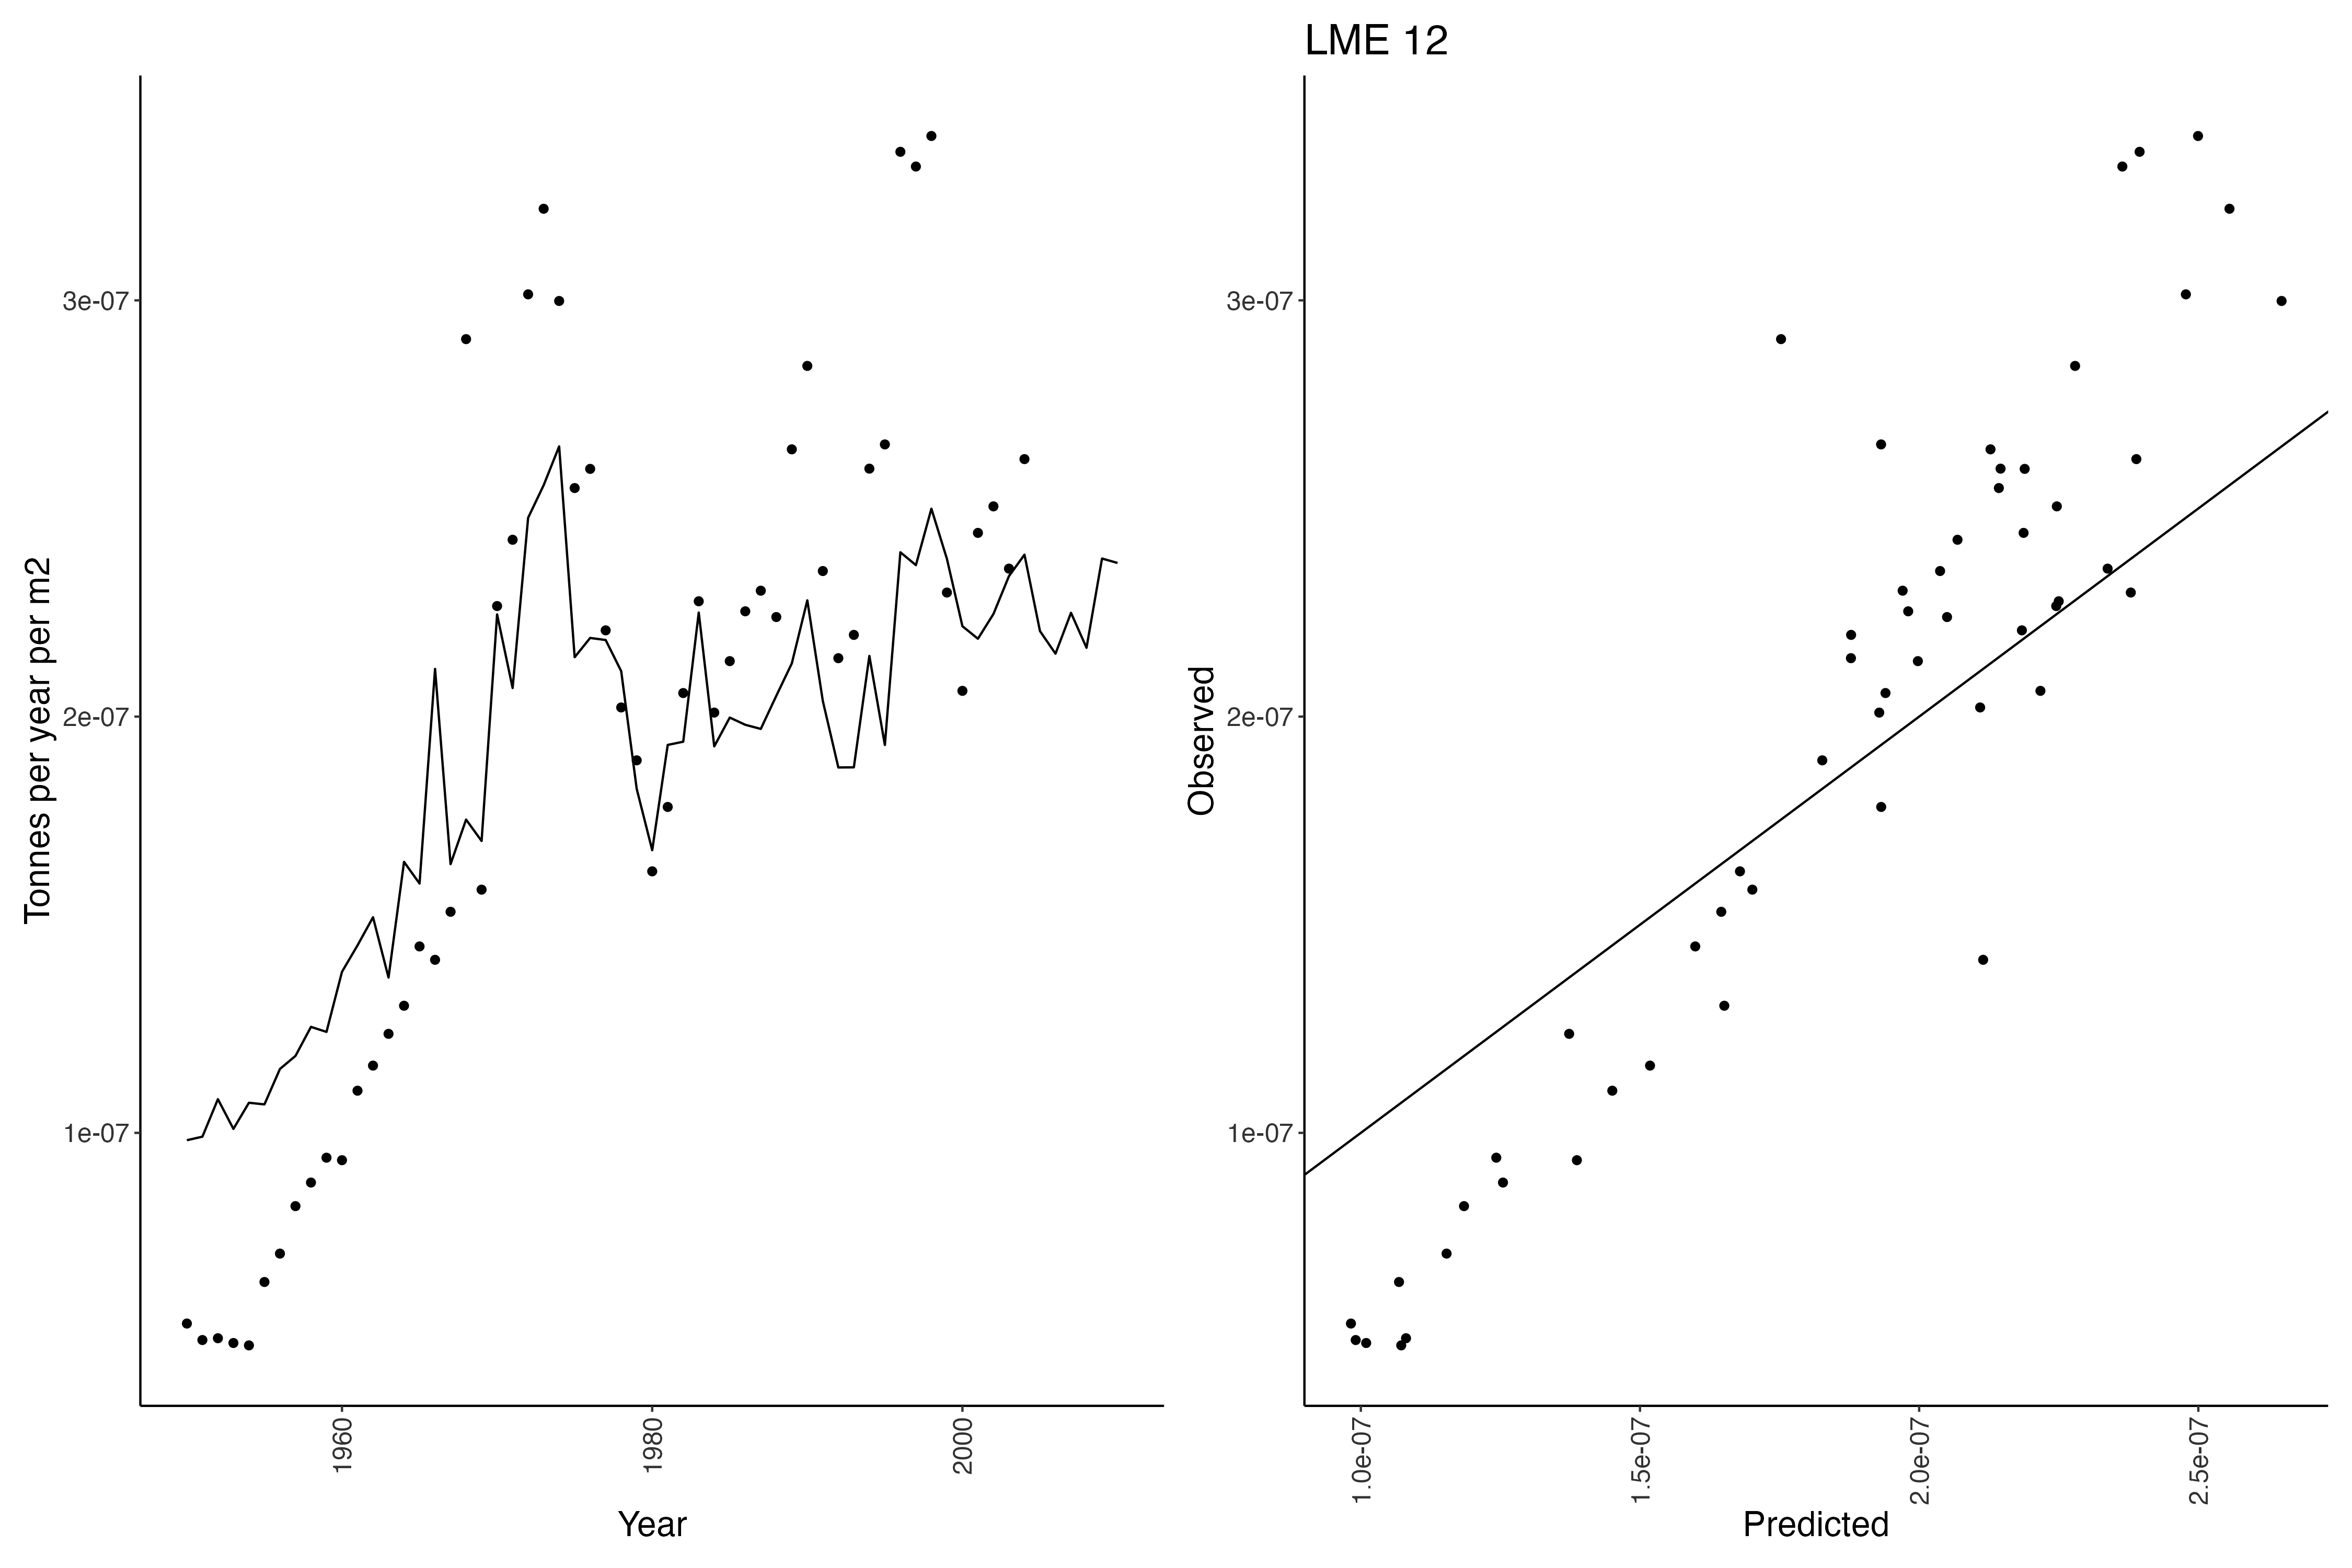 LME 12
Tonnes per year per m2
3e-07
2e-07
1e-07
1960
1980
2000
Year
Observed
3e-07
2e-07
1e-07
1.0e-07
1.5e-07
2.0e-07
2.5e-07
Predicted